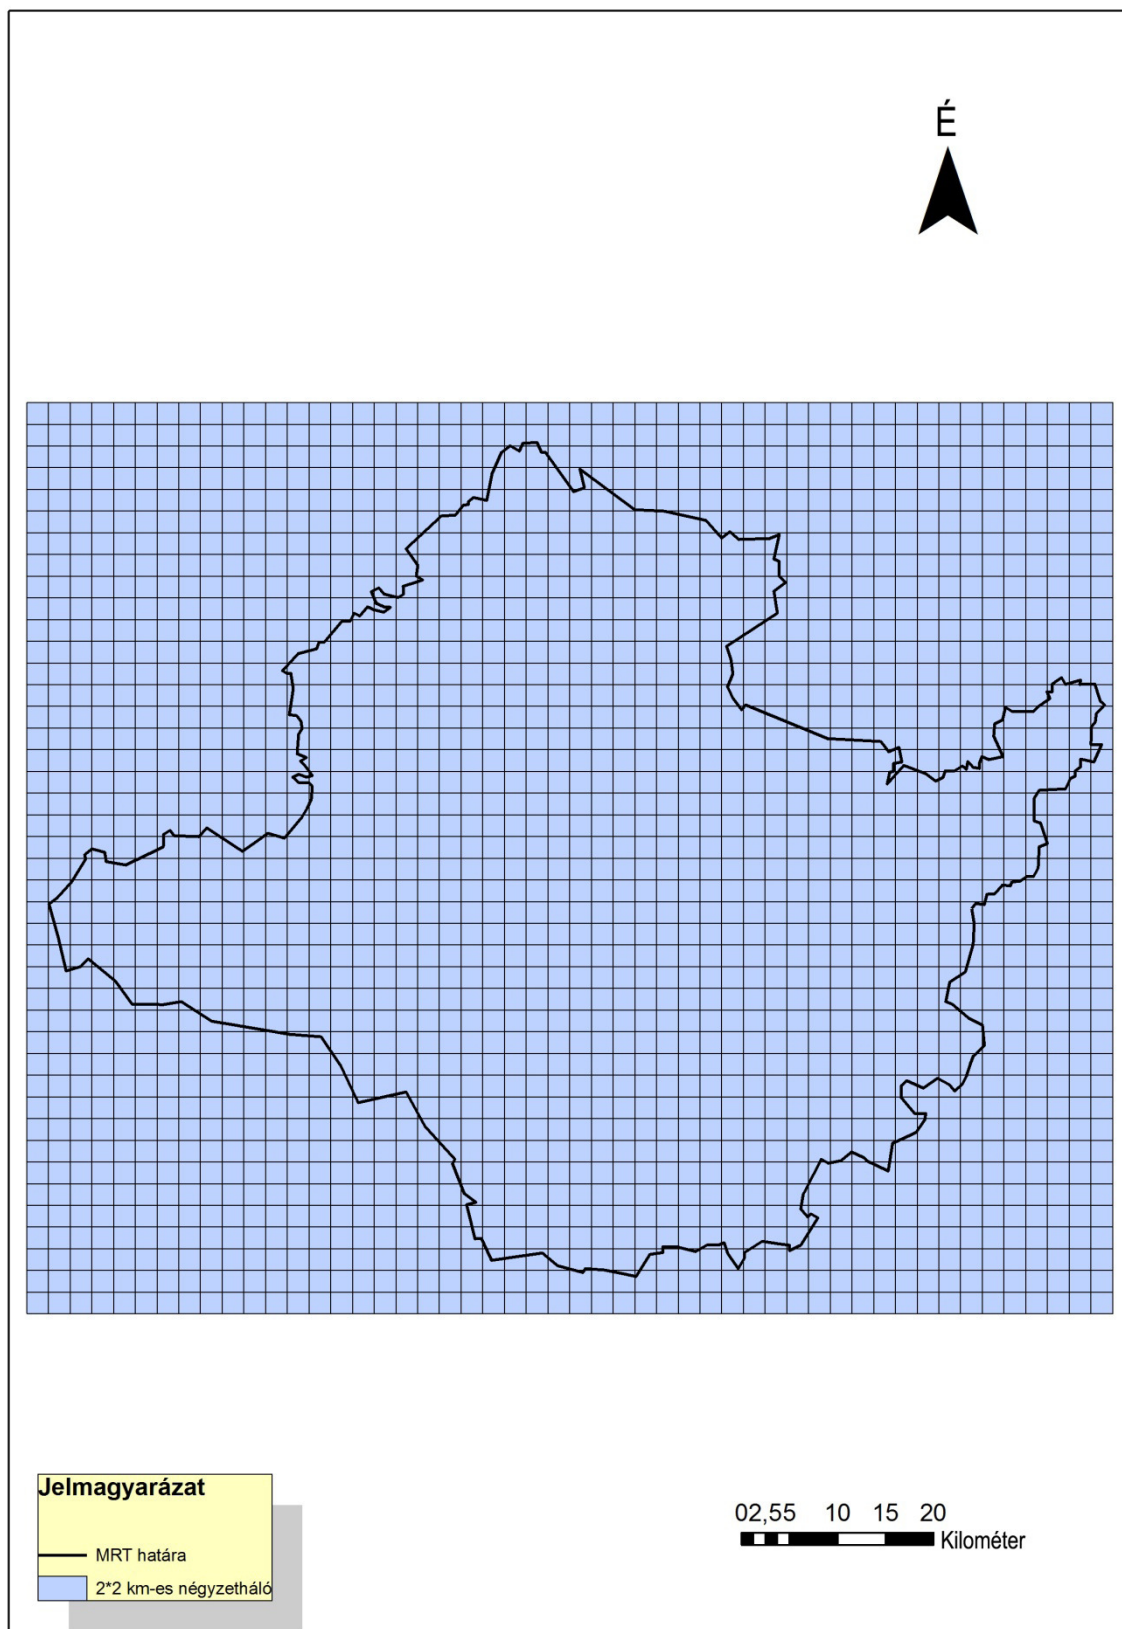 É
Jelmagyarázat
MRT határa
2*2 km-es négyzetháló
02,55 10 15 20
Kilométer